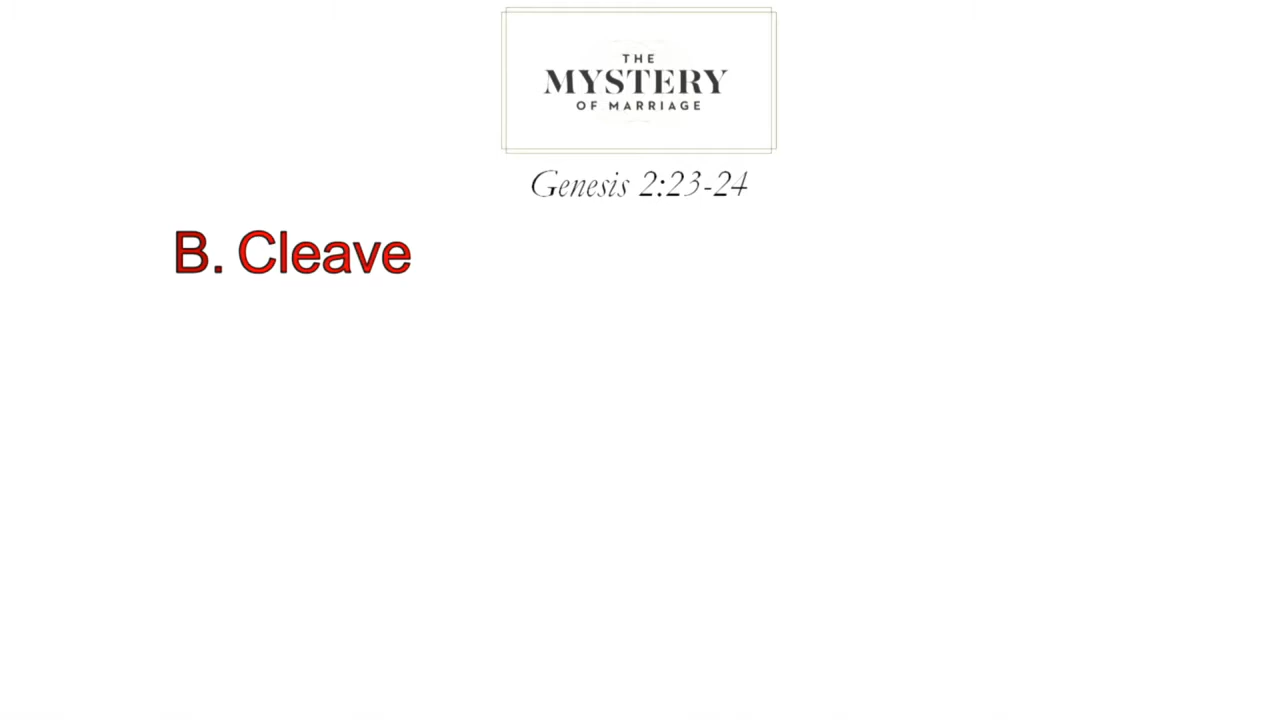 THE
MYSTERY
OF MARRIAGE
Genesis 2:23-24
B. Cleave